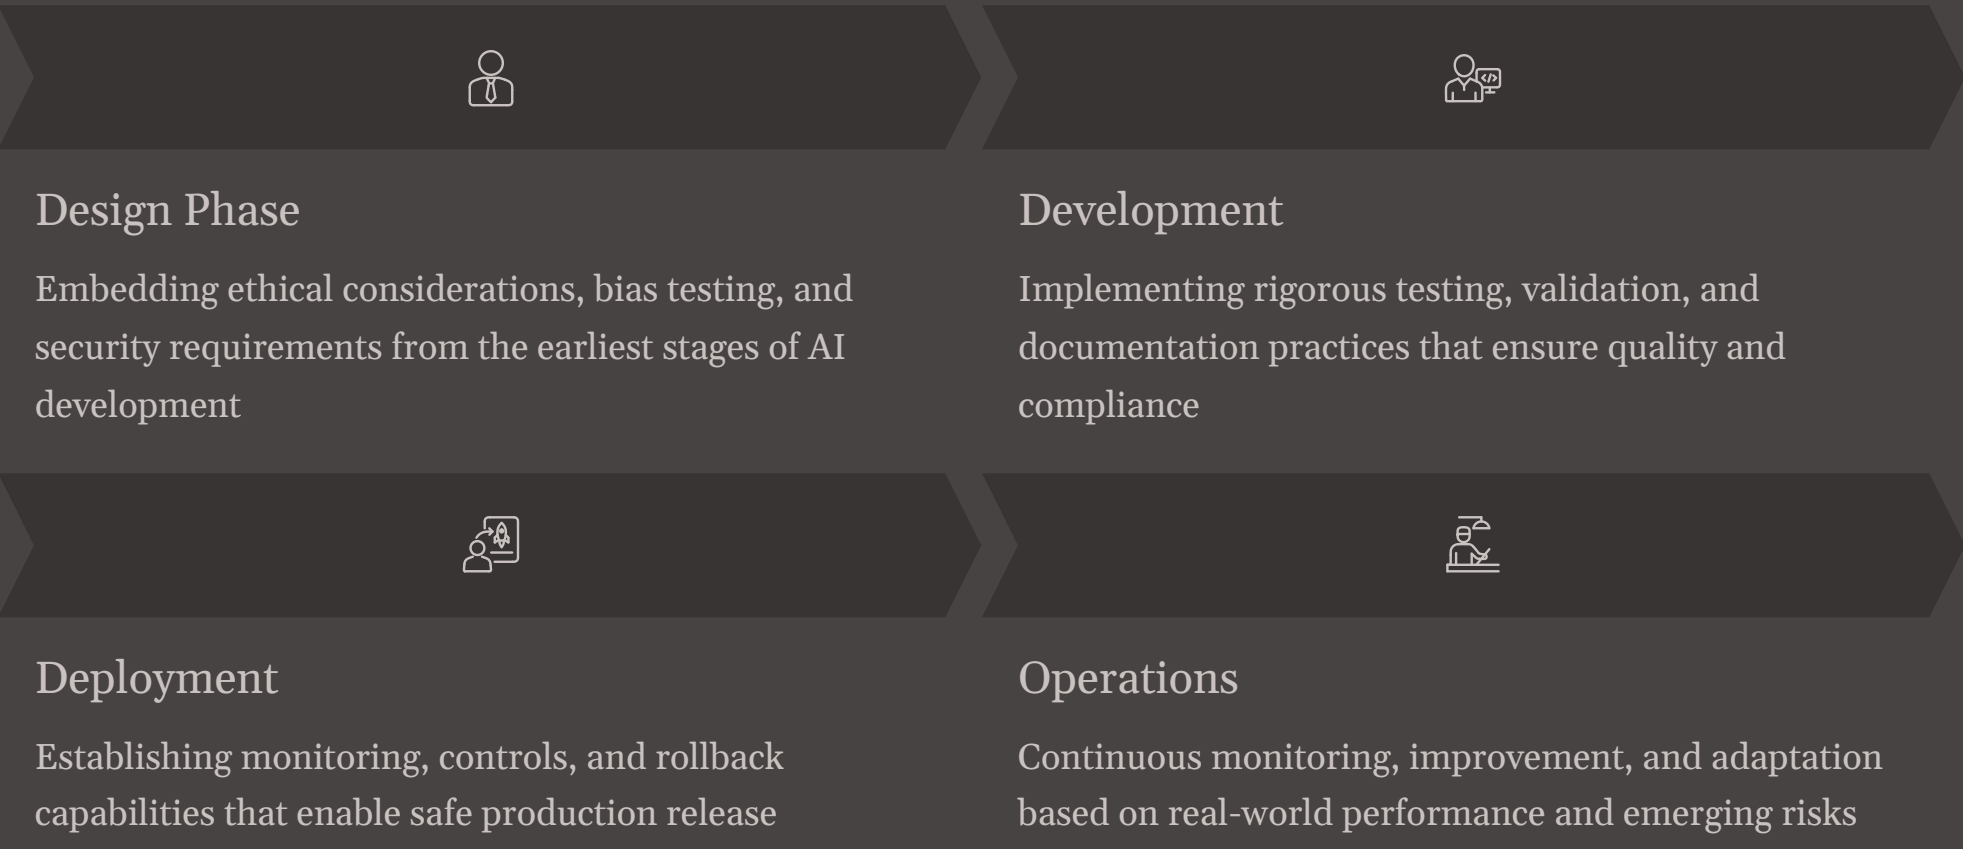 Design Phase
Embedding ethical considerations, bias testing, and
security requirements from the earliest stages of AI
development
Development
Implementing rigorous testing, validation, and
documentation practices that ensure quality and
compliance
Deployment
Establishing monitoring, controls, and rollback
capabilities that enable safe production release
Operations
Continuous monitoring, improvement, and adaptation
based on real-world performance and emerging risks